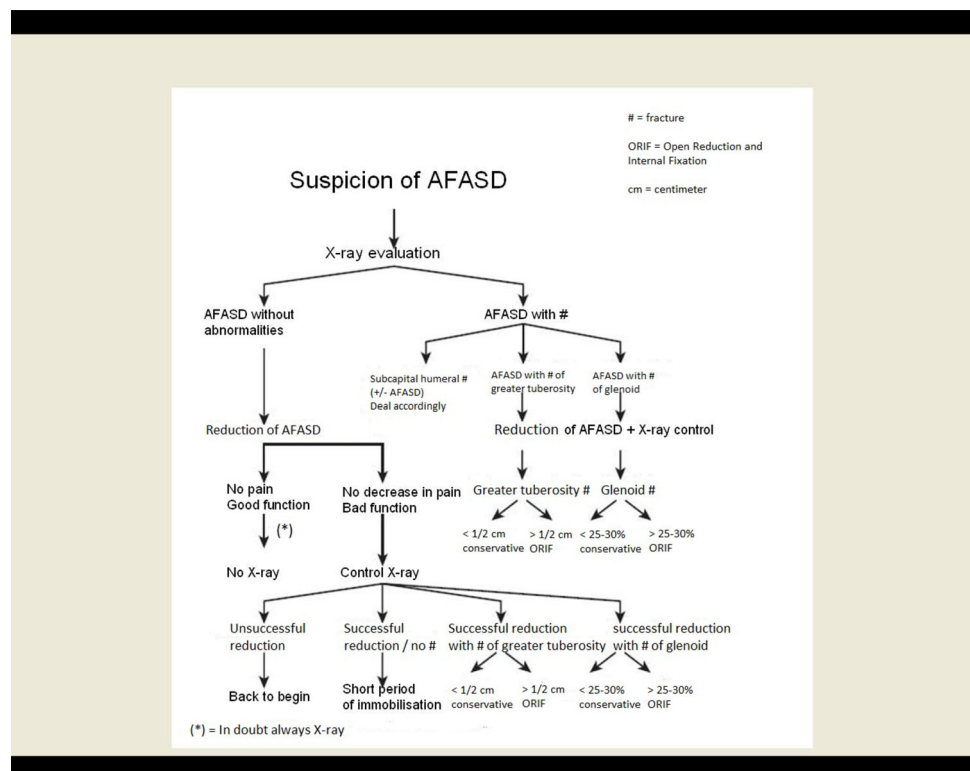 # = fracture
ORIF = Open Reduction and
Internal Fixation
cm = centimeter
Suspicion of AFASD
X-ray evaluation
AFASD without
abnormalities
AFASD with #
Subcapital humeral #
(+/- AFASD)
Deal accordingly
AFASD with # of
greater tuberosity
AFASD with #
of glenoid
Reduction of AFASD
Reduction of AFASD + X-ray control
No pain
Good function
No decrease in pain
Bad function
Greater tuberosity #
Glenoid #
(*)
< 1/2 cm
conservative
> 1/2 cm
ORIF
< 25-30%
conservative
> 25-30%
ORIF
No X-ray
Control X-ray
Unsuccessful
reduction
Successful
reduction / no #
Successful reduction
with # of greater tuberosity
successful reduction
with # of glenoid
Back to begin
Short period
of immobilisation
< 1/2 cm
conservative
> 1/2 cm
ORIF
< 25-30%
conservative
> 25-30%
ORIF
(*) = In doubt always X-ray